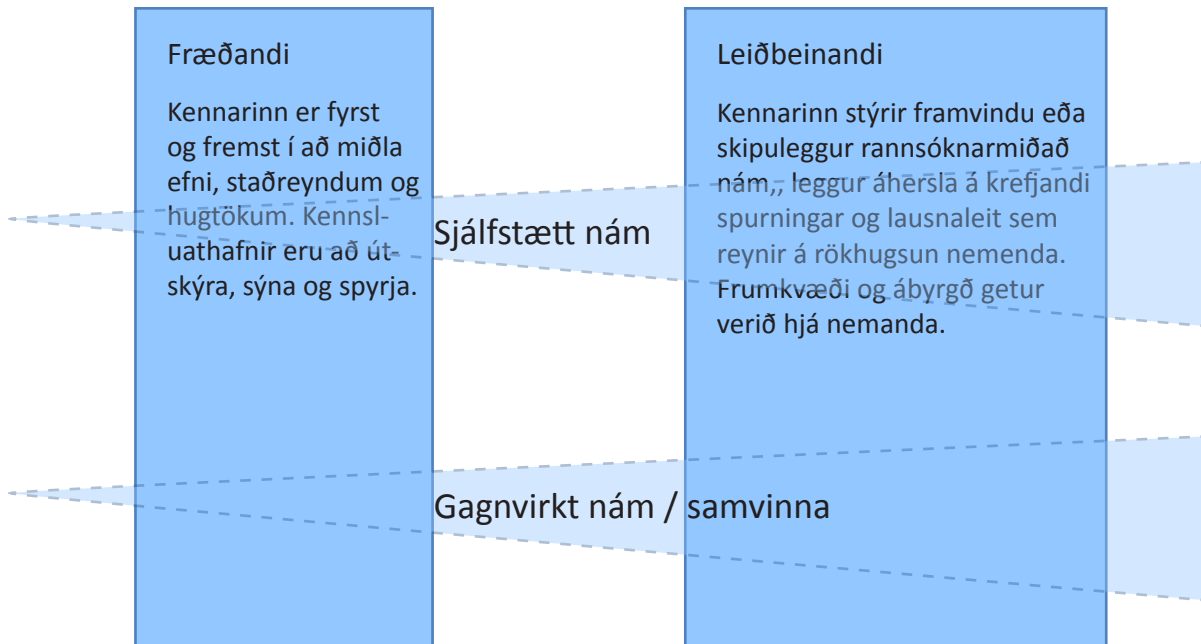 Fræðandi
Kennarinn er fyrst
og fremst í að miðla
efni, staðreyndum og
hugtökum. Kennsl-
uathafnir eru að út-
skýra, sýna og spyrja.
Leiðbeinandi
Kennarinn stýrir framvindu eða
skipuleggur rannsóknarmiðað
nám,, leggur áhersla á krefjandi
spurningar og lausnaleit sem
reynir á rökhugsun nemenda.
Frumkvæði og ábyrgð getur
verið hjá nemanda.
Sjálfstætt nám
Gagnvirkt nám / samvinna